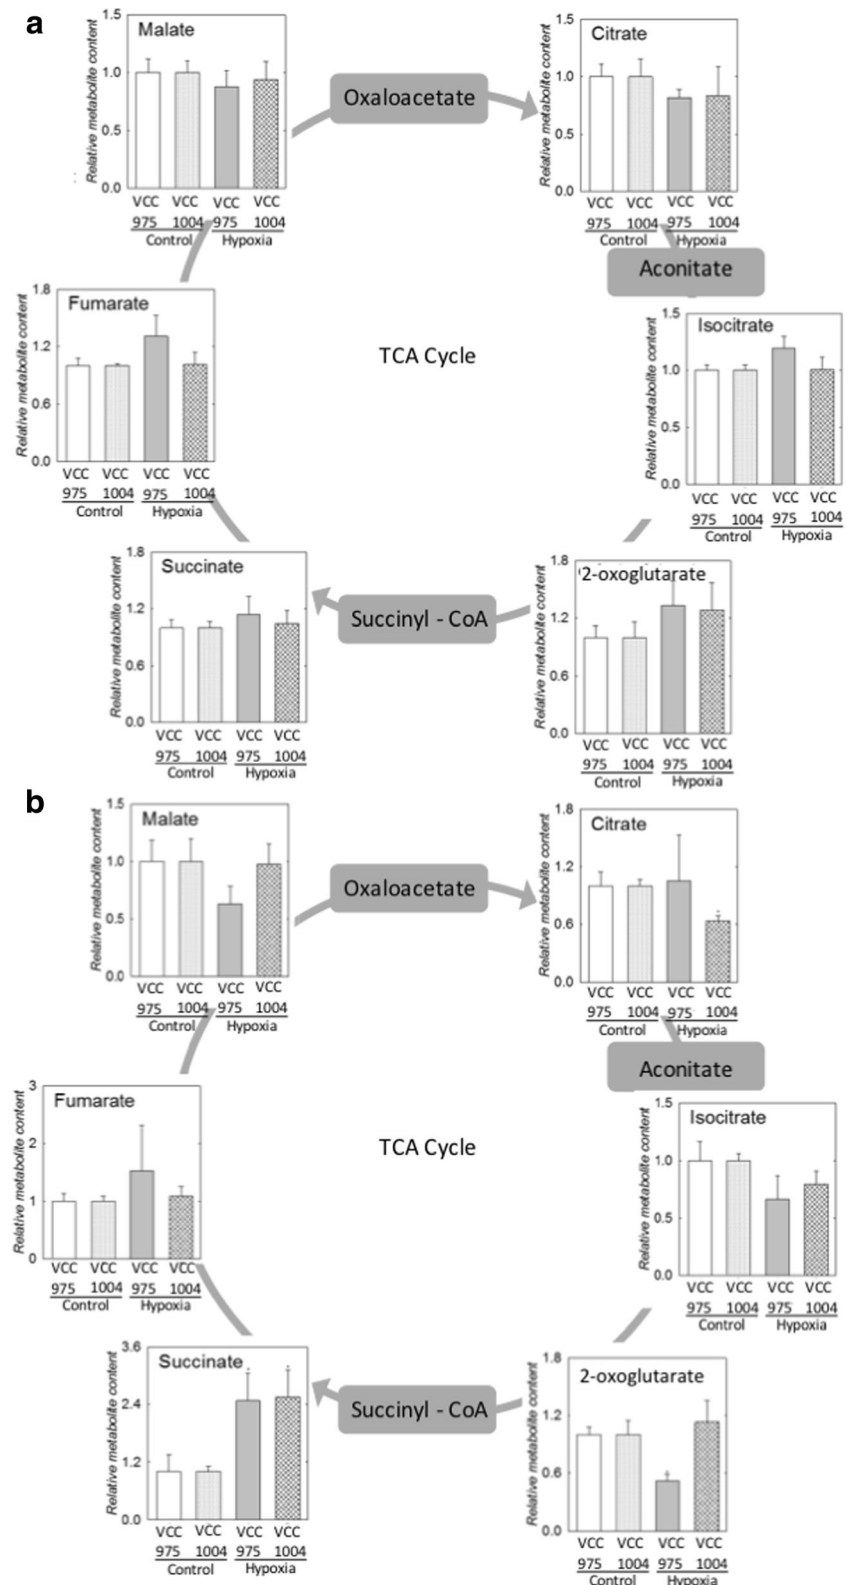 a
Malate
Relative metabolite content
1.5
1.0
0.5
0.0
VCC VCC VCC VCC
975 1004 975 1004
Control Hypoxia
Oxaloacetate
Citrate
Relative metabolite content
1.5
1.0
0.5
0.0
VCC VCC VCC VCC
975 1004 975 1004
Control Hypoxia
Aconitate
Fumarate
Relative metabolite content
1.8
1.2
0.6
0.0
VCC VCC VCC VCC
975 1004 975 1004
Control Hypoxia
TCA Cycle
Isocitrate
Relative metabolite content
1.5
1.0
0.5
0.0
VCC VCC VCC VCC
975 1004 975 1004
Control Hypoxia
Succinate
Relative metabolite content
1.8
1.2
0.6
0.0
VCC VCC VCC VCC
975 1004 975 1004
Control Hypoxia
Succinyl - CoA
2-oxoglutarate
Relative metabolite content
1.8
1.2
0.6
0.0
VCC VCC VCC VCC
975 1004 975 1004
Control Hypoxia
b
Malate
Relative metabolite content
1.5
1.0
0.5
0.0
VCC VCC VCC VCC
975 1004 975 1004
Control Hypoxia
Oxaloacetate
Citrate
Relative metabolite content
1.8
1.2
0.6
0.0
VCC VCC VCC VCC
975 1004 975 1004
Control Hypoxia
Aconitate
Fumarate
Relative metabolite content
3
2
1
0
VCC VCC VCC VCC
975 1004 975 1004
Control Hypoxia
TCA Cycle
Isocitrate
Relative metabolite content
1.5
1.0
0.5
0.0
VCC VCC VCC VCC
975 1004 975 1004
Control Hypoxia
Succinate
Relative metabolite content
3.6
2.4
1.2
0.0
VCC VCC VCC VCC
975 1004 975 1004
Control Hypoxia
Succinyl - CoA
2-oxoglutarate
Relative metabolite content
1.8
1.2
0.6
0.0
VCC VCC VCC VCC
975 1004 975 1004
Control Hypoxia